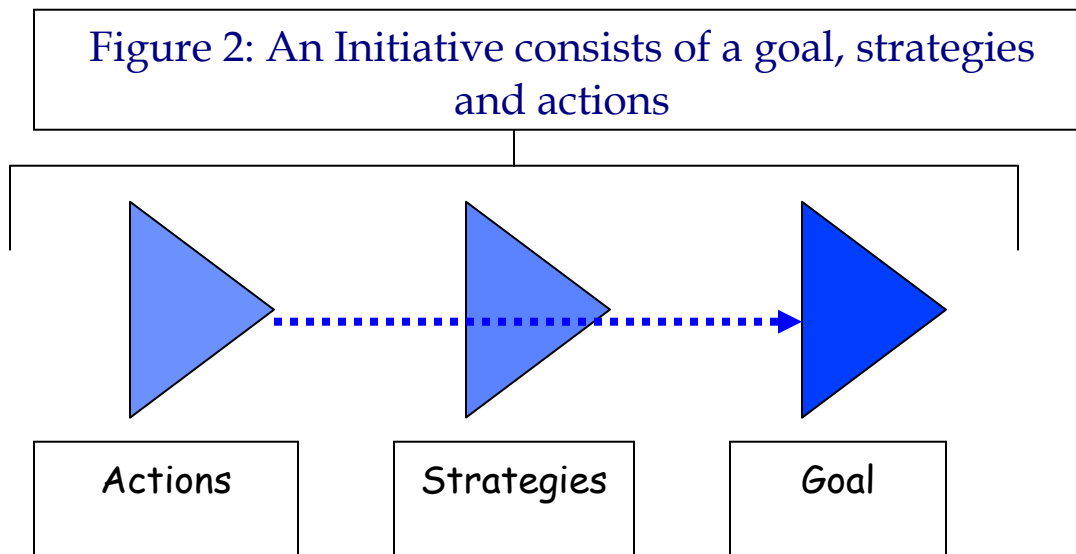 Figure 2: An Initiative consists of a goal, strategies
and actions
Actions
Strategies
Goal